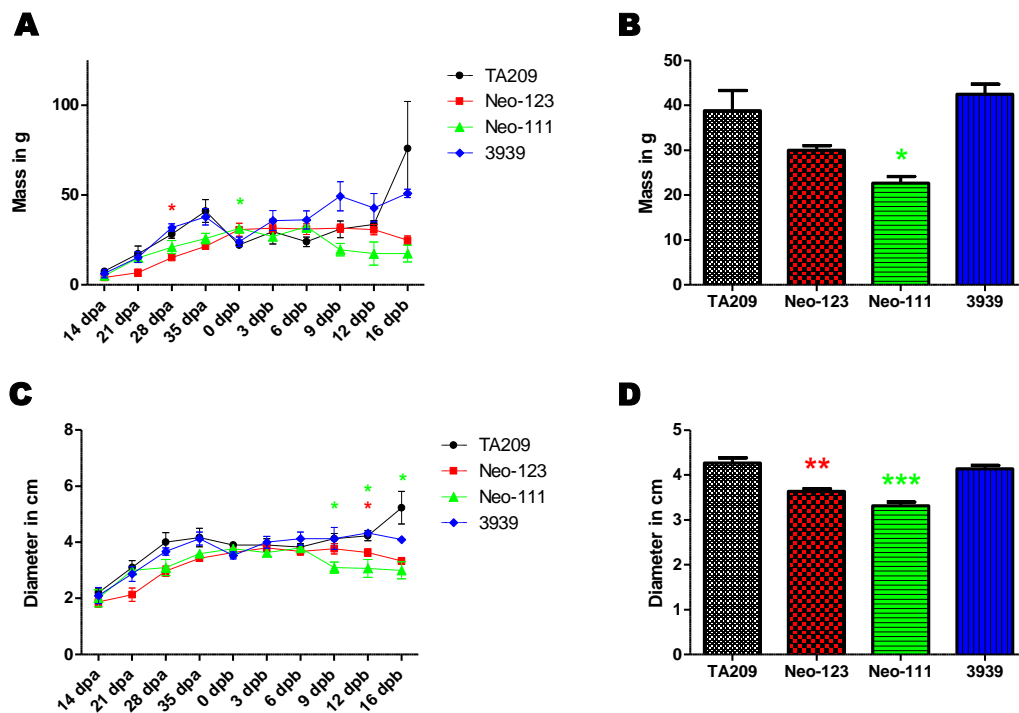 A
Mass in g
100
50
0
14 dpa
21 dpa
28 dpa
35 dpa
0 dpb
3 dpb
6 dpb
9 dpb
12 dpb
16 dpb
*
*
TA209
Neo-123
Neo-111
3939
B
Mass in g
50
40
30
20
10
0
*
TA209
Neo-123
Neo-111
3939
C
Diameter in cm
8
6
4
2
0
14 dpa
21 dpa
28 dpa
35 dpa
0 dpb
3 dpb
6 dpb
9 dpb
12 dpb
16 dpb
*
*
*
*
TA209
Neo-123
Neo-111
3939
D
Diameter in cm
5
4
3
2
1
0
**
***
TA209
Neo-123
Neo-111
3939